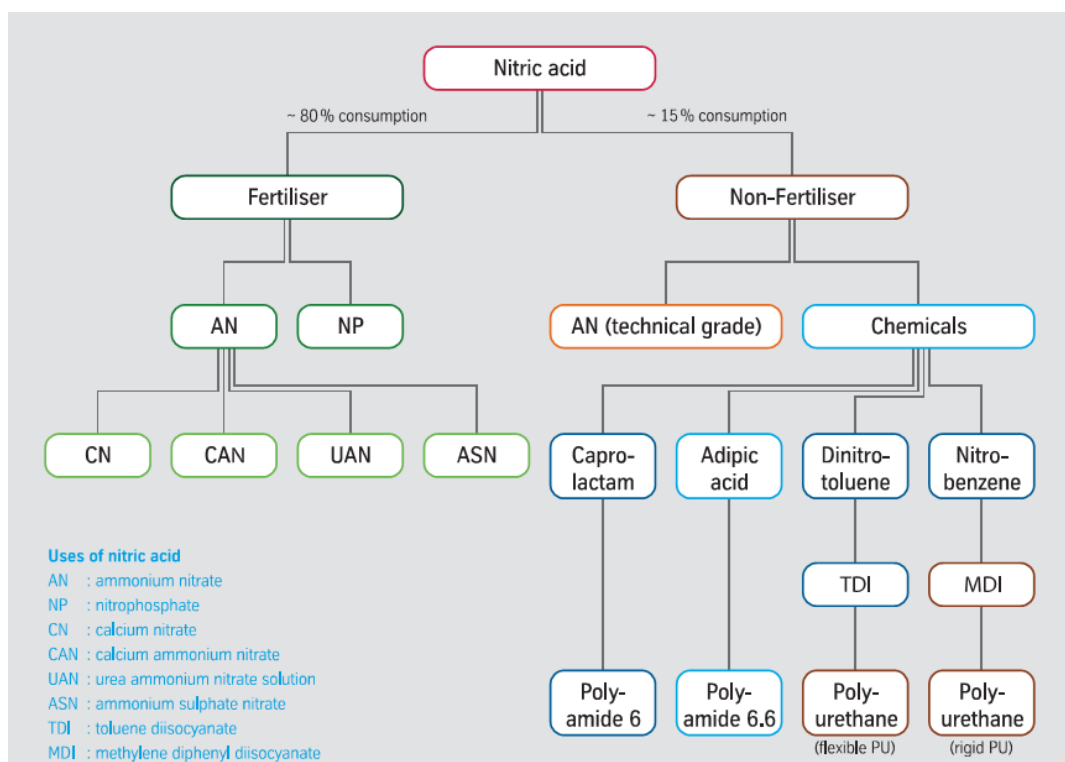 Nitric acid
~ 80 % consumption
~ 15 % consumption
Fertiliser
Non-Fertiliser
AN
NP
AN (technical grade)
Chemicals
CN
CAN
UAN
ASN
Capro-
lactam
Adipic
acid
Dinitro-
toluene
Nitro-
benzene
TDI
MDI
Poly-
amide 6
Poly-
amide 6.6
Poly-
urethane
(flexible PU)
Poly-
urethane
(rigid PU)
Uses of nitric acid
AN : ammonium nitrate
NP : nitrophosphate
CN : calcium nitrate
CAN : calcium ammonium nitrate
UAN : urea ammonium nitrate solution
ASN : ammonium sulphate nitrate
TDI : toluene diisocyanate
MDI : methylene diphenyl diisocyanate